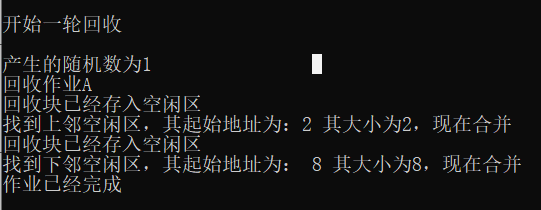 开始一轮回收
产生的随机数为1
回收作业A
回收块已经存入空闲区
找到上邻空闲区，其起始地址为：2 其大小为2，现在合并
回收块已经存入空闲区
找到下邻空闲区，其起始地址为： 8 其大小为8，现在合并
作业已经完成